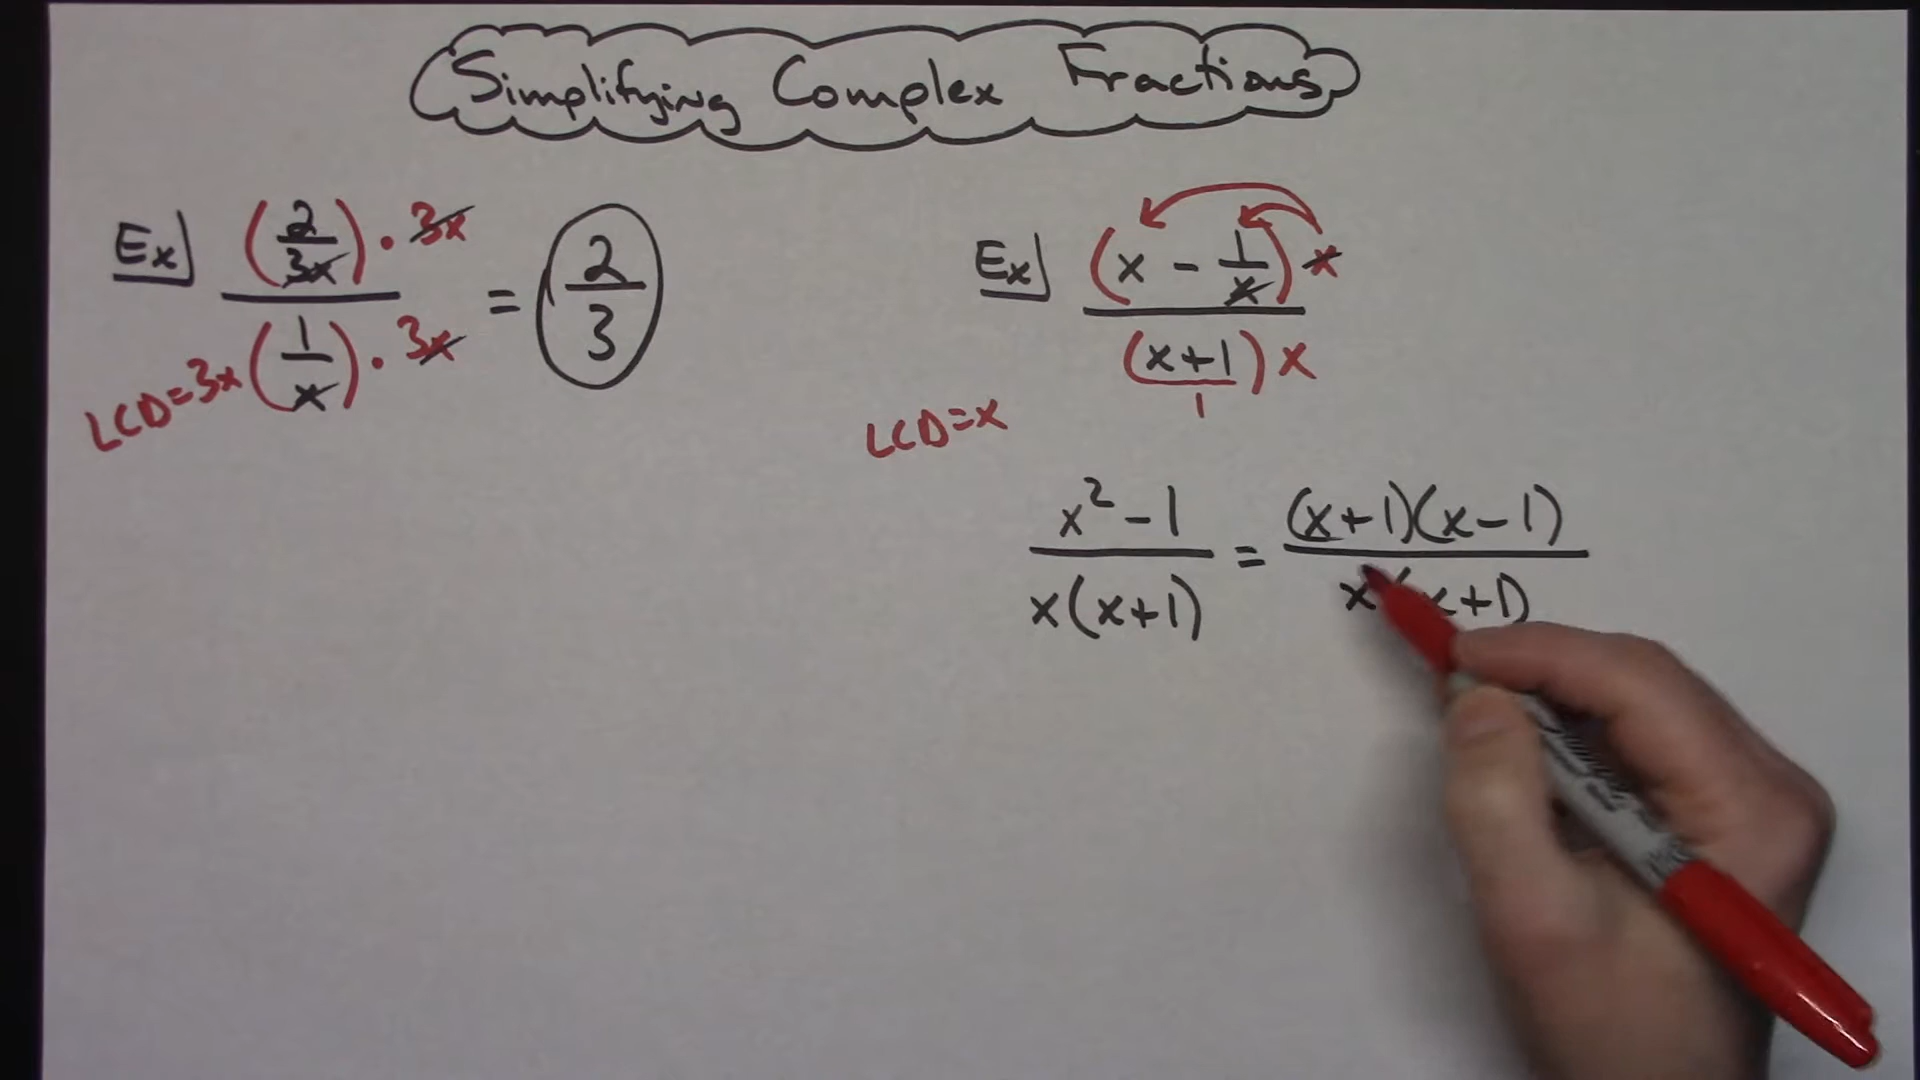 Simplifying Complex Fractions
Ex (2/3x) · 3x
(1/x) · 3x
= 2/3
LCD=3x
Ex (x - 1/x) x
(x+1)/1 x
LCD=x
x² - 1 = (x+1)(x-1)
x(x+1) x(x+1)